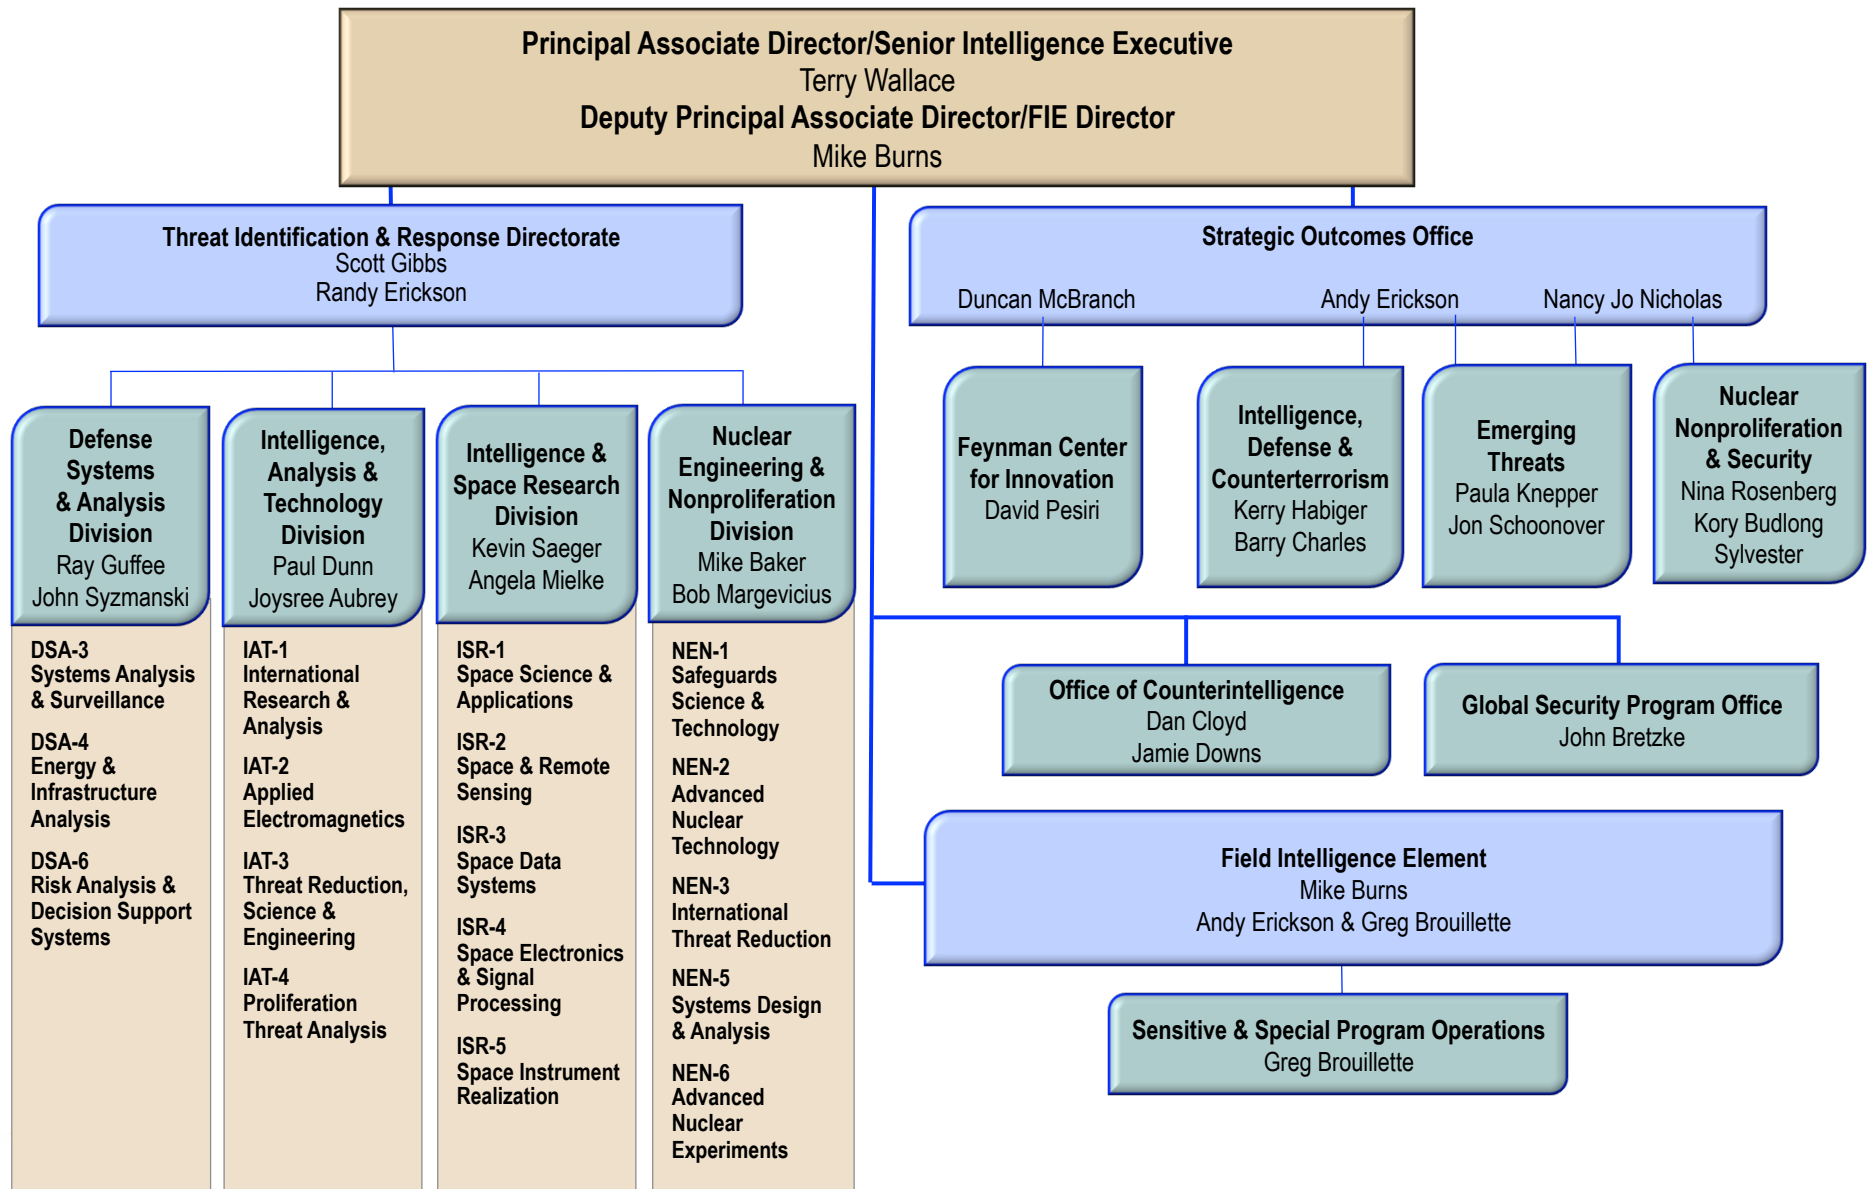 Principal Associate Director/Senior Intelligence Executive
Terry Wallace
Deputy Principal Associate Director/FIE Director
Mike Burns
Threat Identification & Response Directorate
Scott Gibbs
Randy Erickson
Strategic Outcomes Office
Duncan McBranch
Andy Erickson
Nancy Jo Nicholas
Defense
Systems
& Analysis
Division
Ray Guffee
John Syzmanski
DSA-3
Systems Analysis
& Surveillance
DSA-4
Energy &
Infrastructure
Analysis
DSA-6
Risk Analysis &
Decision Support
Systems
Intelligence,
Analysis &
Technology
Division
Paul Dunn
Joysree Aubrey
IAT-1
International
Research &
Analysis
IAT-2
Applied
Electromagnetics
IAT-3
Threat Reduction,
Science &
Engineering
IAT-4
Proliferation
Threat Analysis
Intelligence &
Space Research
Division
Kevin Saeger
Angela Mielke
ISR-1
Space Science &
Applications
ISR-2
Space & Remote
Sensing
ISR-3
Space Data
Systems
ISR-4
Space Electronics
& Signal
Processing
ISR-5
Space Instrument
Realization
Nuclear
Engineering &
Nonproliferation
Division
Mike Baker
Bob Margevicius
NEN-1
Safeguards
Science &
Technology
NEN-2
Advanced
Nuclear
Technology
NEN-3
International
Threat Reduction
NEN-5
Systems Design
& Analysis
NEN-6
Advanced
Nuclear
Experiments
Feynman Center
for Innovation
David Pesiri
Intelligence,
Defense &
Counterterrorism
Kerry Habiger
Barry Charles
Emerging
Threats
Paula Knepper
Jon Schoonover
Nuclear
Nonproliferation
& Security
Nina Rosenberg
Kory Budlong
Sylvester
Office of Counterintelligence
Dan Cloyd
Jamie Downs
Global Security Program Office
John Bretzke
Field Intelligence Element
Mike Burns
Andy Erickson & Greg Brouillette
Sensitive & Special Program Operations
Greg Brouillette